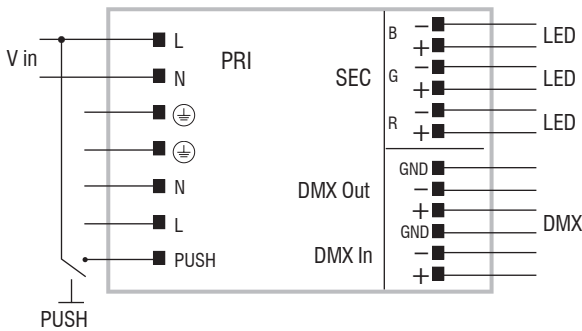 V in
L
N
N
L
PUSH
PUSH
PRI
SEC
B − + LED
G − + LED
R − + LED
DMX Out
GND
−
+
DMX In
GND
−
+
DMX